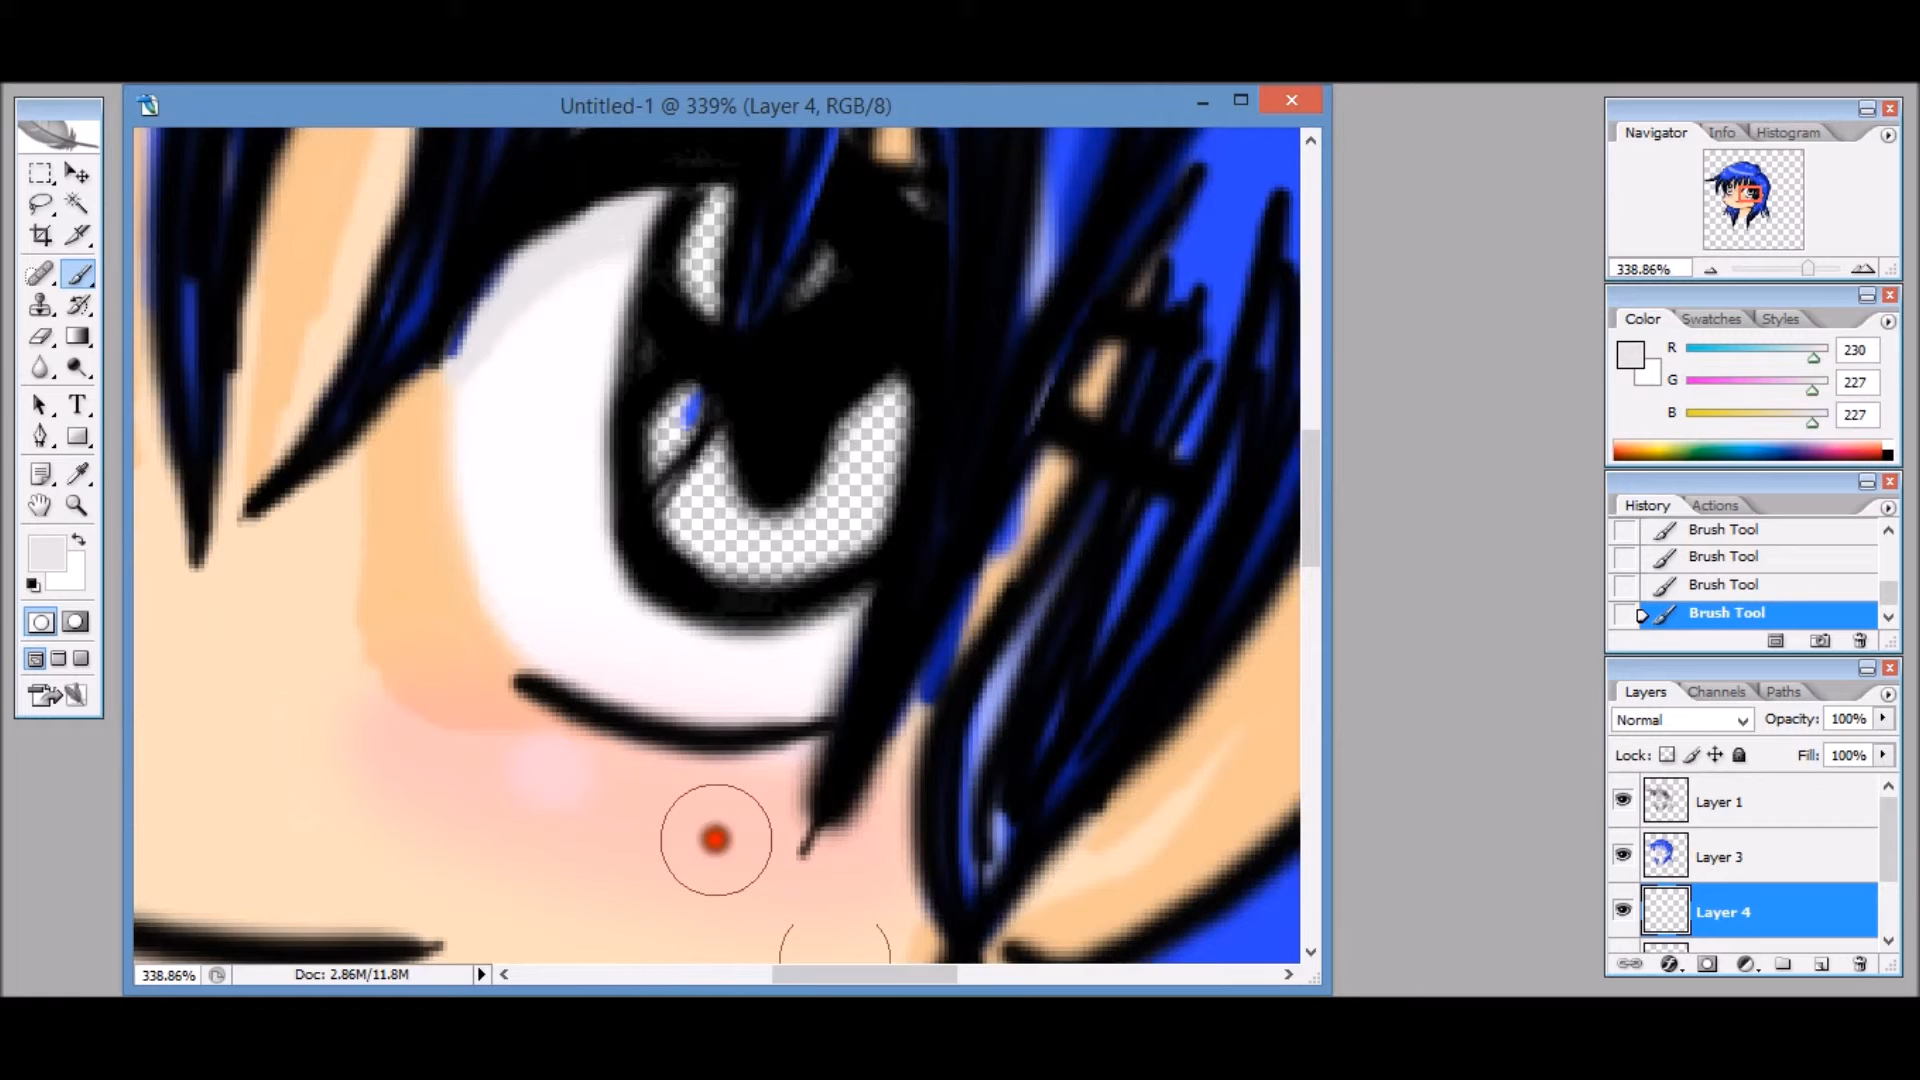 Untitled-1 @ 339% (Layer 4, RGB/8)
T
338.86%
Doc: 2.86M/11.8M
Navigator
Info
Histogram
338.86%
Color
Swatches
Styles
R
230
G
227
B
227
History
Actions
Brush Tool
Brush Tool
Brush Tool
Brush Tool
Layers
Channels
Paths
Normal
Opacity: 100%
Lock:
Fill: 100%
Layer 1
Layer 3
Layer 4